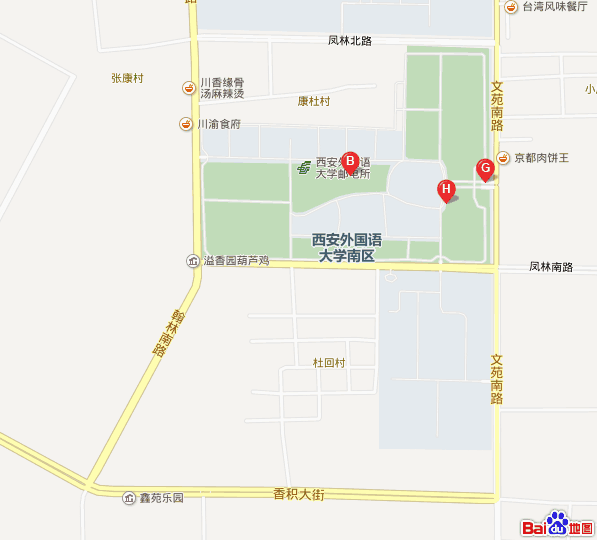 台湾风味餐厅
路
凤林北路
张康村
川香缘骨
汤麻辣烫
康杜村
文苑南路
小
川渝食府
京都肉饼王
西安外国语
大学邮电所
B
G
H
西安外国语
大学南区
溢香园葫芦鸡
凤林南路
翰林南路
杜回村
文苑南路
鑫苑乐园
香积大街
Bai du 地图